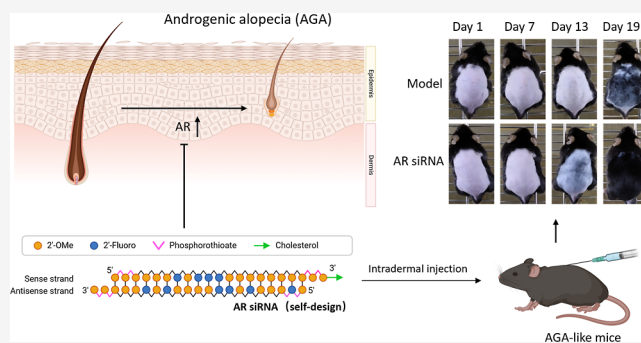 Androgenic alopecia (AGA)
Epidermis
Dermis
AR
Day 1 Day 7 Day 13 Day 19
Model
AR siRNA
2'-OMe 2'-Fluoro Phosphorothioate Cholesterol
5' 3'
Sense strand
Antisense strand 3' 5'
AR siRNA (self-design)
Intradermal injection
AGA-like mice